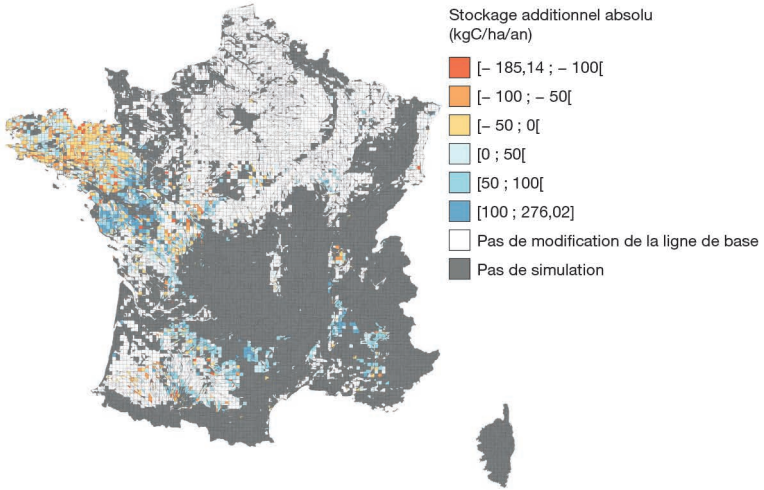 Stockage additionnel absolu
(kgC/ha/an)
[– 185,14 ; – 100[
[– 100 ; – 50[
[– 50 ; 0[
[0 ; 50[
[50 ; 100[
[100 ; 276,02]
Pas de modification de la ligne de base
Pas de simulation